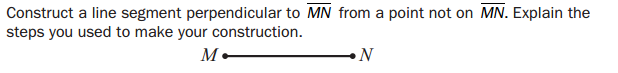 Construct a line segment perpendicular to MN from a point not on MN. Explain the
steps you used to make your construction.
M N